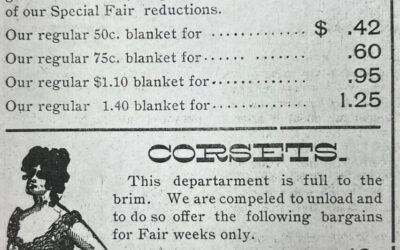 of our Special Fair reductions.
Our regular 50c. blanket for ............ $ .42
Our regular 75c. blanket for ............ .60
Our regular $1.10 blanket for ............ .95
Our regular 1.40 blanket for ............ 1.25
CORSETS.
This departarment is full to the
brim. We are compeled to unload and
to do so offer the following bargains
for Fair weeks only.